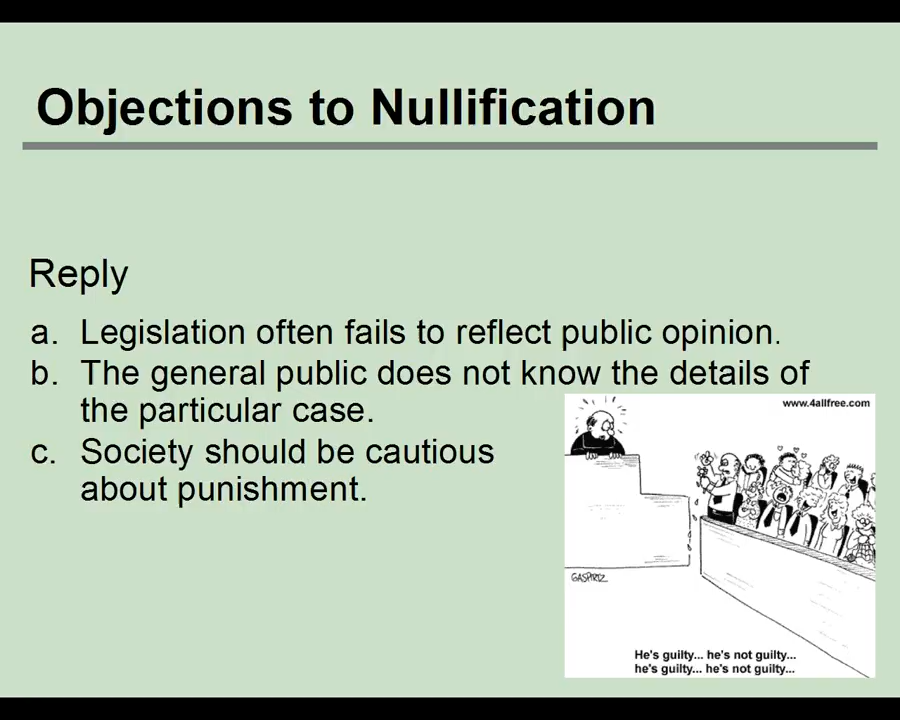 Objections to Nullification
Reply
a. Legislation often fails to reflect public opinion.
b. The general public does not know the details of
the particular case.
c. Society should be cautious
about punishment.
www.4allfree.com
GASPIRTZ
He's guilty... he's not guilty...
he's guilty... he's not guilty...